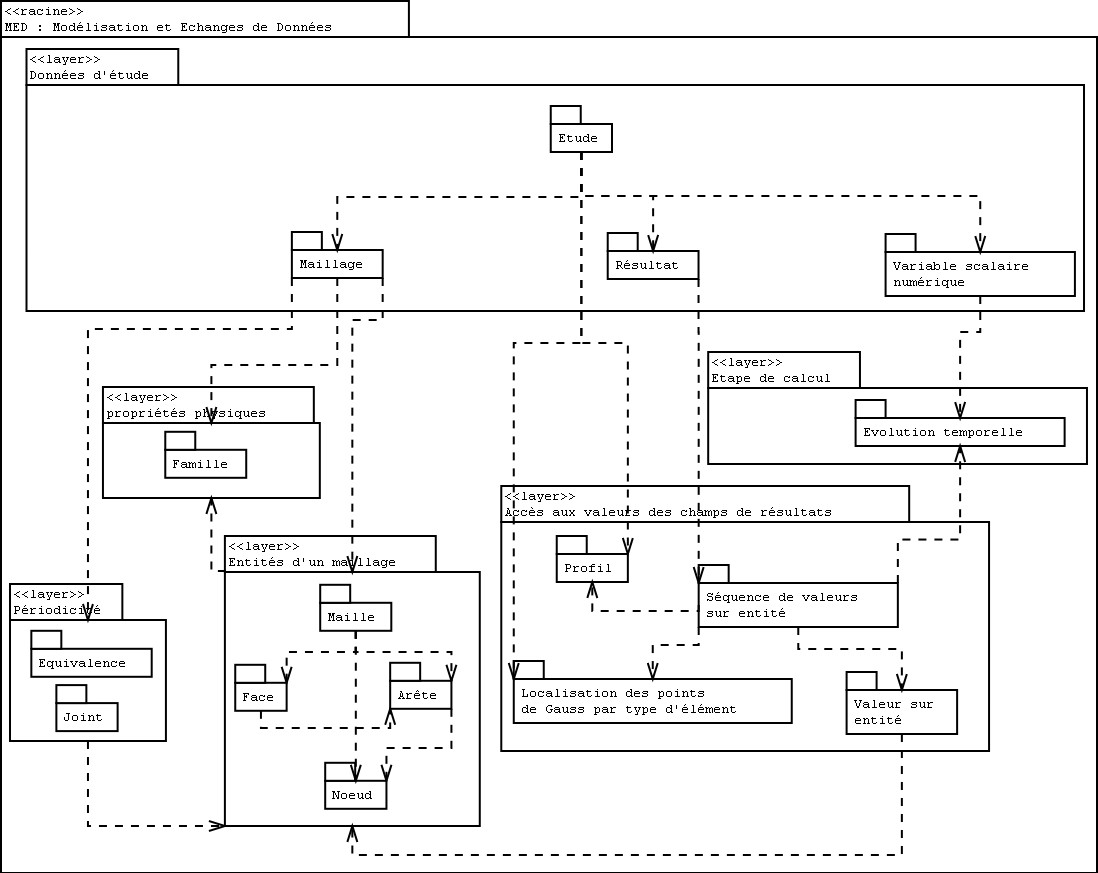 <<racine>>
MED : Modélisation et Echanges de Données
<<layer>>
Données d'étude
Etude
Maillage
Résultat
Variable scalaire
numérique
<<layer>>
Etape de calcul
Evolution temporelle
<<layer>>
propriétés physiques
Famille
<<layer>>
Accès aux valeurs des champs de résultats
Profil
Séquence de valeurs
sur entité
Localisation des points
de Gauss par type d'élément
Valeur sur
entité
<<layer>>
Entités d'un maillage
Maille
Face
Arête
Noeud
<<layer>>
Périodicité
Equivalence
Joint